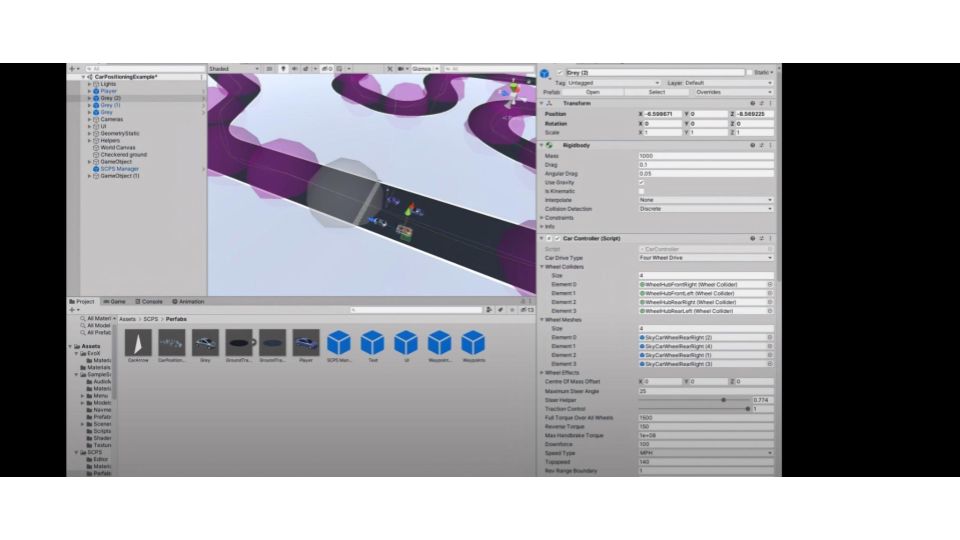 All
Shaded
2D
Gizmos
All
CarPositioningExample*
Lights
Player
Grey (2)
Grey (1)
Grey
Cameras
UI
GeometryStatic
Helpers
World Canvas
Checkered ground
GameObject
SCPS Manager
GameObject (1)
Grey (2)
Static
Tag Untagged
Layer Default
Prefab Open Select Overrides
Transform
Position X -6.598671 Y 0 Z -8.569225
Rotation X 0 Y 0 Z 0
Scale X 1 Y 1 Z 1
Rigidbody
Mass 1000
Drag 0.1
Angular Drag 0.05
Use Gravity
Is Kinematic
Interpolate None
Collision Detection Discrete
Constraints
Info
Car Controller (Script)
Script CarController
Car Drive Type Four Wheel Drive
Wheel Colliders
Size 4
Element 0 WheelHubFrontRight (Wheel Collider)
Element 1 WheelHubFrontLeft (Wheel Collider)
Element 2 WheelHubRearRight (Wheel Collider)
Element 3 WheelHubRearLeft (Wheel Collider)
Wheel Meshes
Size 4
Element 0 SkyCarWheelRearRight (2)
Element 1 SkyCarWheelRearRight (4)
Element 2 SkyCarWheelRearRight (1)
Element 3 SkyCarWheelRearRight (3)
Wheel Effects
Centre Of Mass Offset X 0 Y 0 Z 0
Maximum Steer Angle 25
Steer Helper 0.774
Traction Control 1
Full Torque Over All Wheels 1500
Reverse Torque 150
Max Handbrake Torque 1e+08
Downforce 100
Speed Type MPH
Topspeed 140
Rev Range Boundary 1
Project Game Console Animation
All Materi
All Model
All Prefab
Assets
EvoX
Materia
Materials
SampleSc
AudioM
Materia
Menu
Models
Navme
Prefab
Scenes
Scripts
Shader
Textur
SCPS
Editor
Materia
Perfab
Assets > SCPS > Perfabs
CarArrow CarPosition... Grey GroundTra... GroundTra... Player SCPS Man... Text UI Waypoint... Waypoints